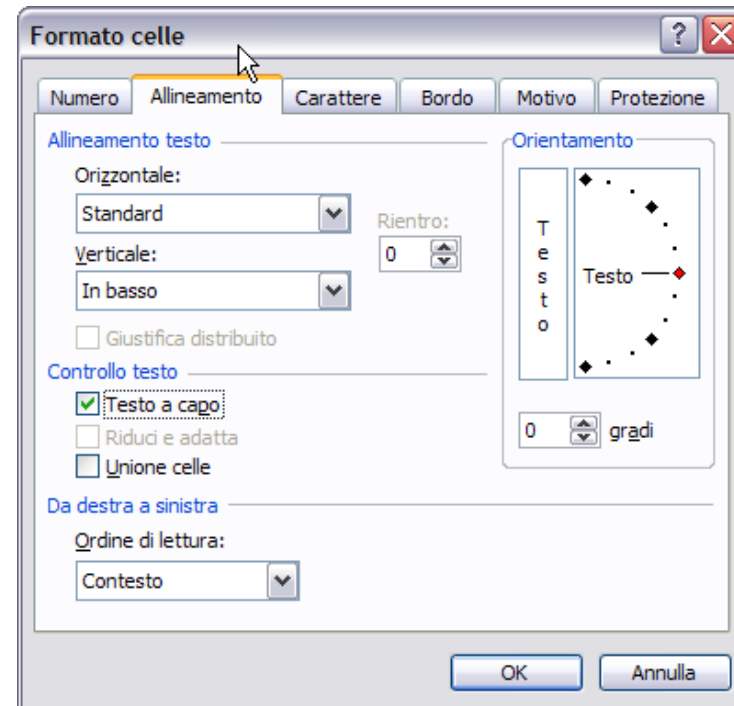 Formato celle
?
Numero Allineamento Carattere Bordo Motivo Protezione
Allineamento testo
Orizzontale:
Standard
Rientro:
0
Verticale:
In basso
Giustifica distribuito
Controllo testo
Testo a capo
Riduci e adatta
Unione celle
Da destra a sinistra
Ordine di lettura:
Contesto
Orientamento
T
e
s
t
o
Testo
0 gradi
OK Annulla